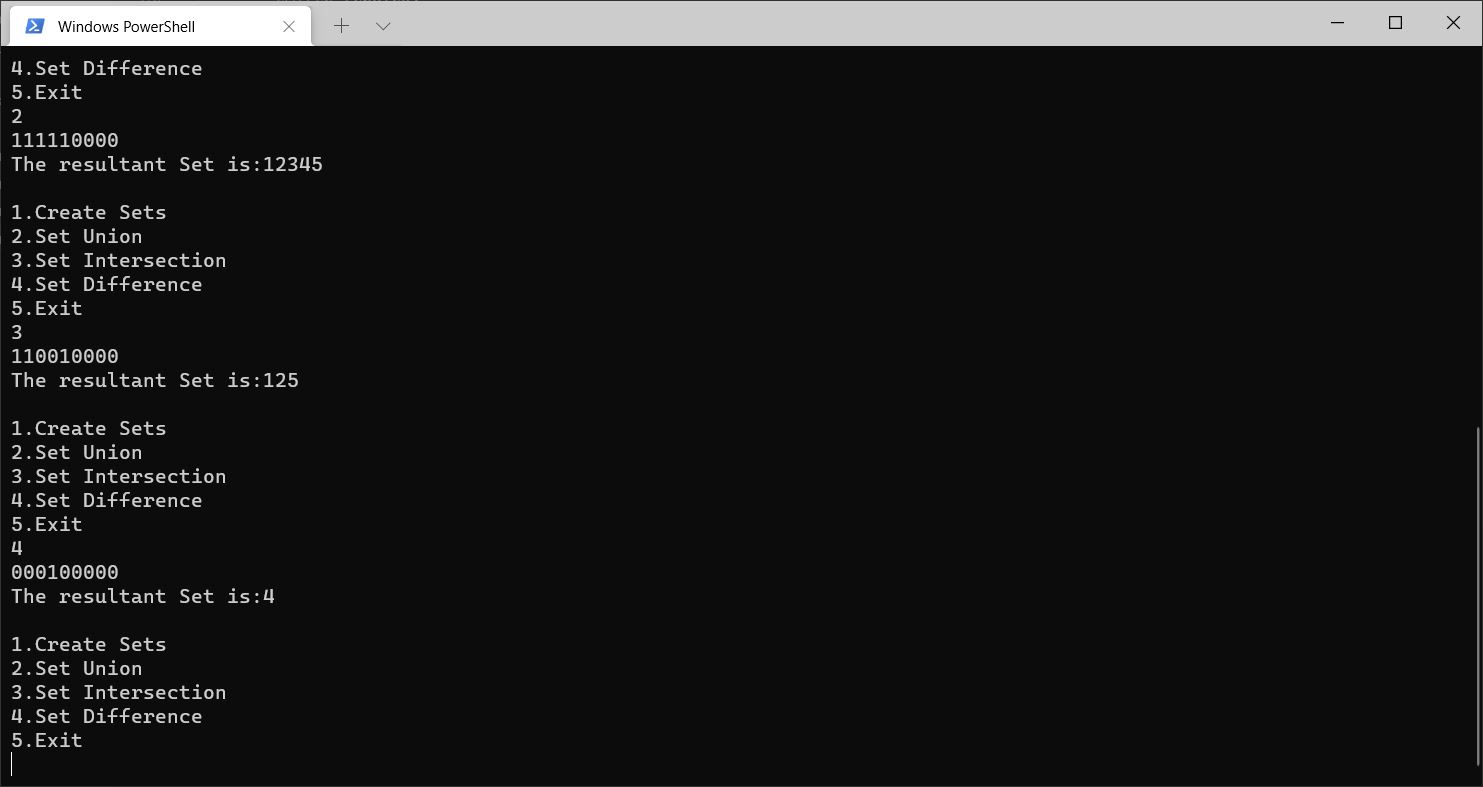 Windows PowerShell
4.Set Difference
5.Exit
2
111110000
The resultant Set is:12345
1.Create Sets
2.Set Union
3.Set Intersection
4.Set Difference
5.Exit
3
110010000
The resultant Set is:125
1.Create Sets
2.Set Union
3.Set Intersection
4.Set Difference
5.Exit
4
000100000
The resultant Set is:4
1.Create Sets
2.Set Union
3.Set Intersection
4.Set Difference
5.Exit